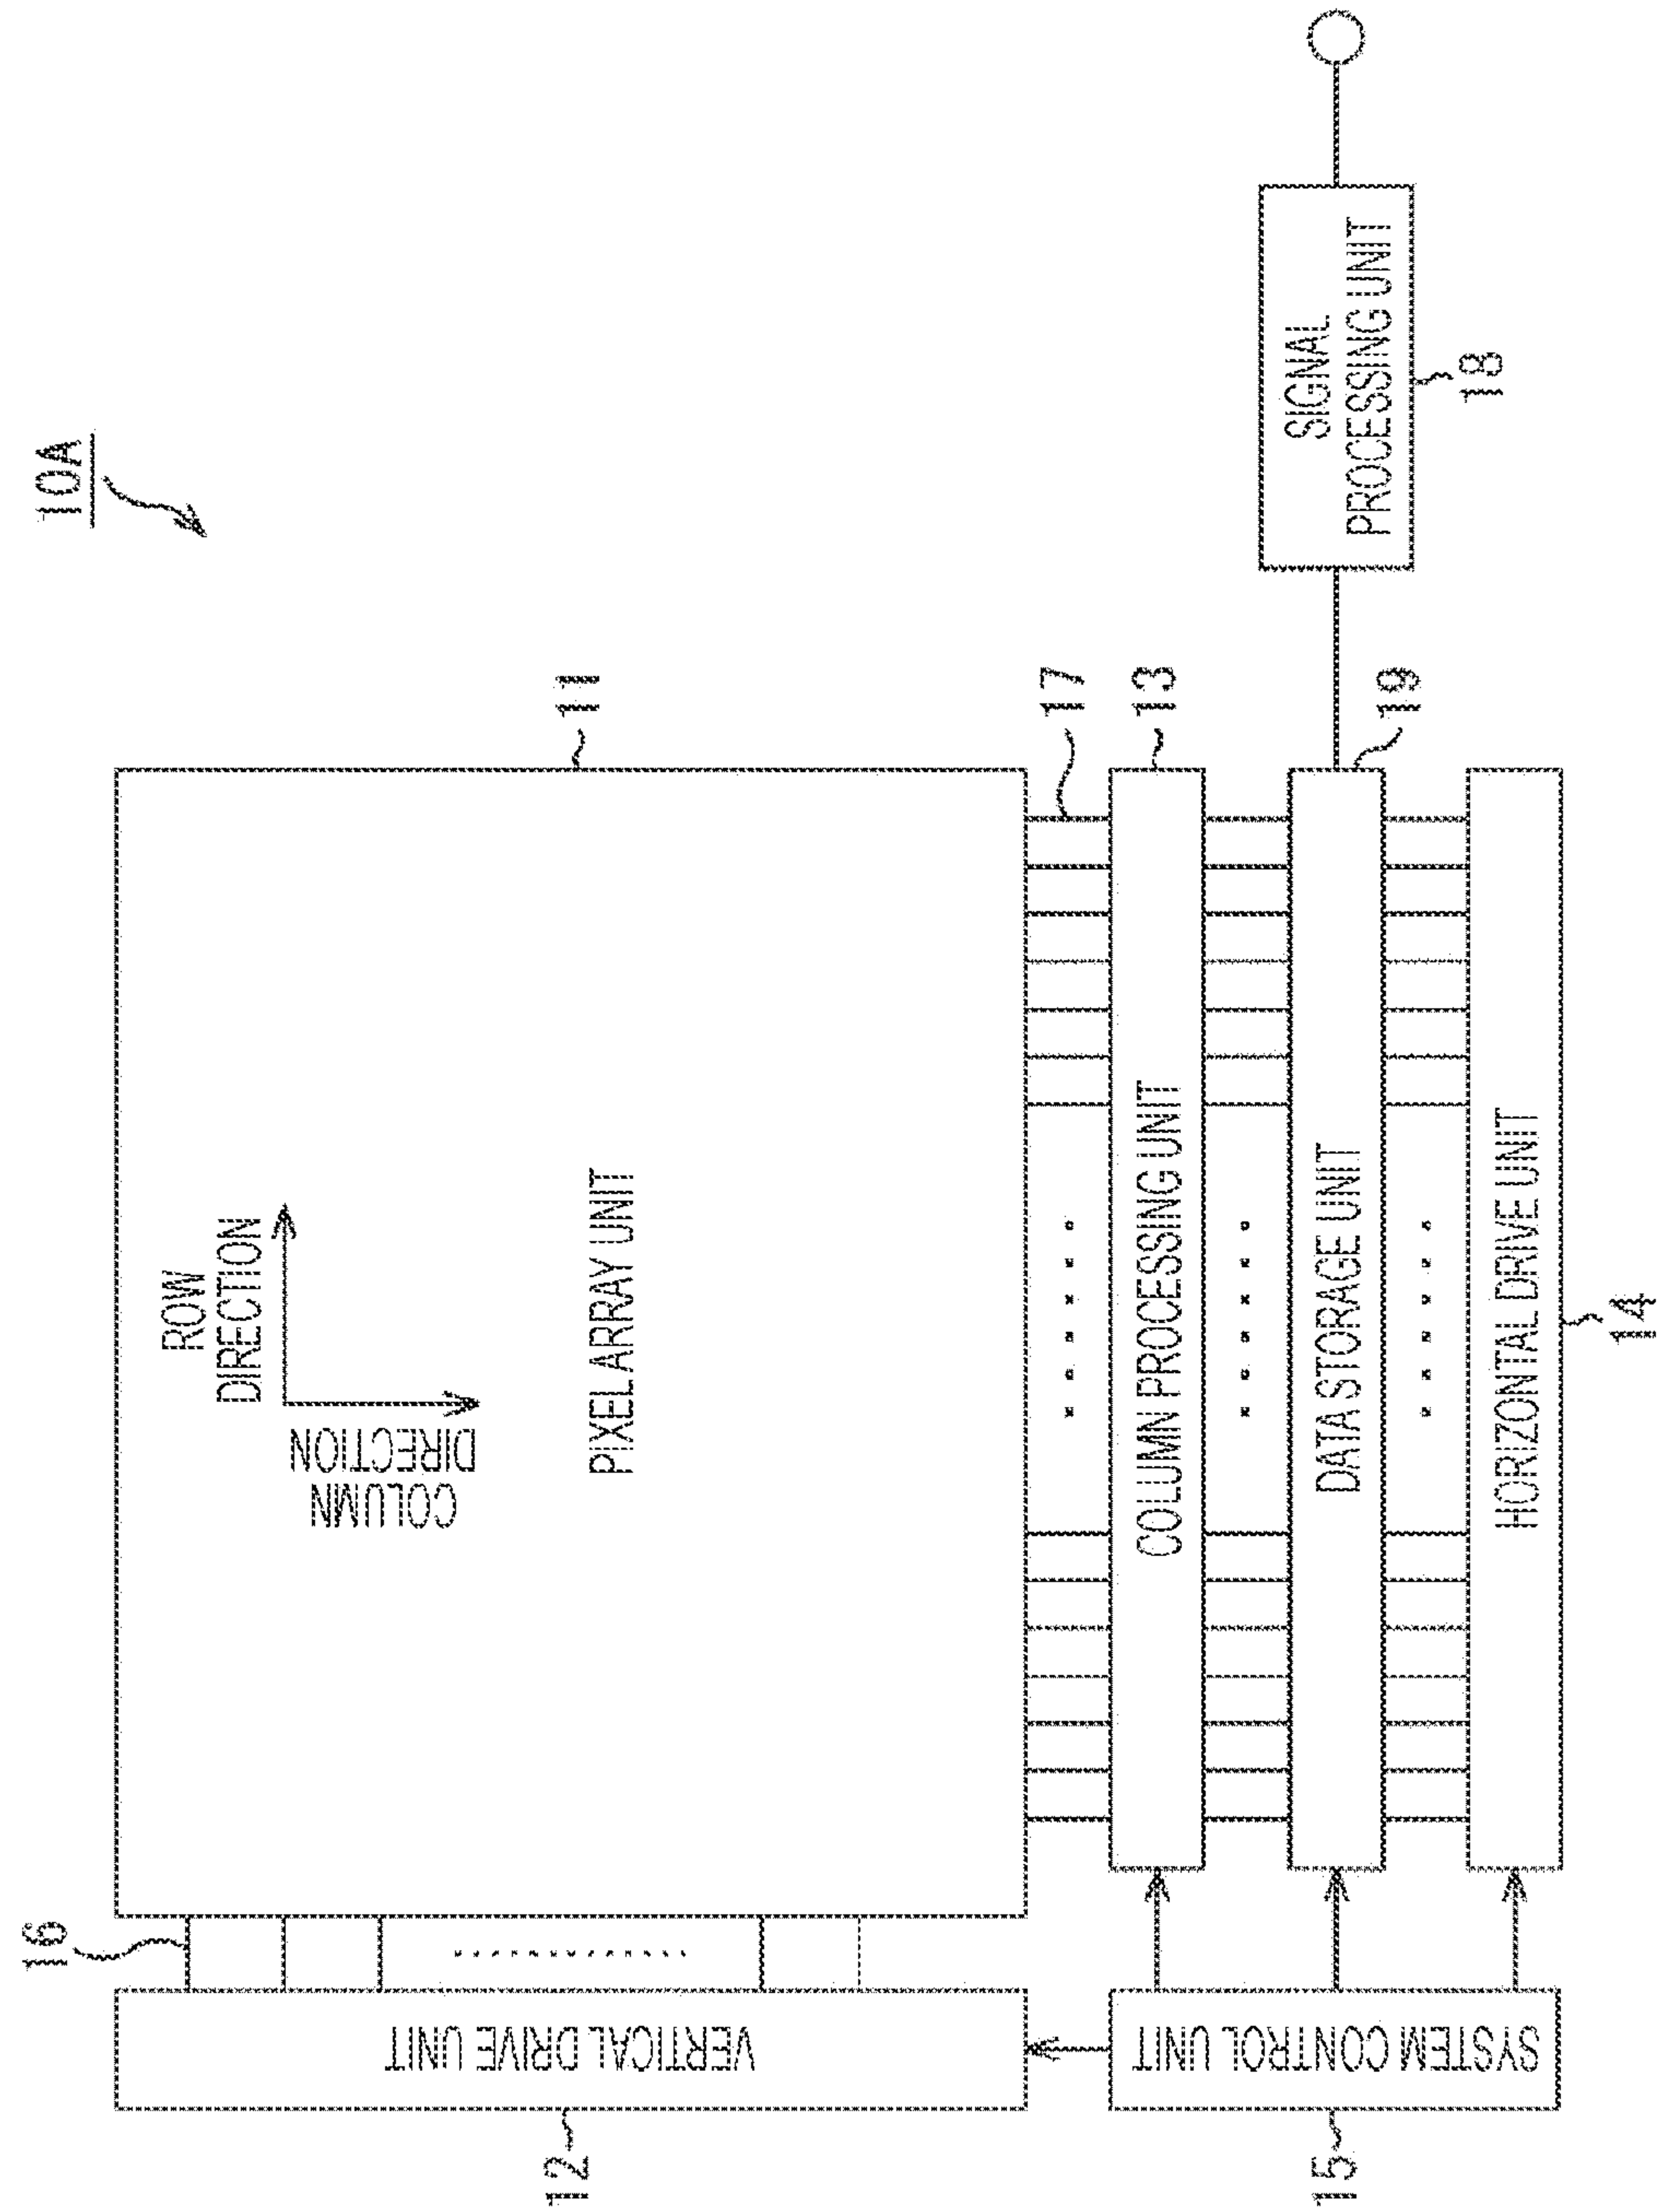 10A
16
11
ROW
DIRECTION
COLUMN
DIRECTION
PIXEL ARRAY UNIT
VERTICAL DRIVE UNIT
12
17
13
COLUMN PROCESSING UNIT
19
DATA STORAGE UNIT
SIGNAL
PROCESSING UNIT
18
15
SYSTEM CONTROL UNIT
HORIZONTAL DRIVE UNIT
14